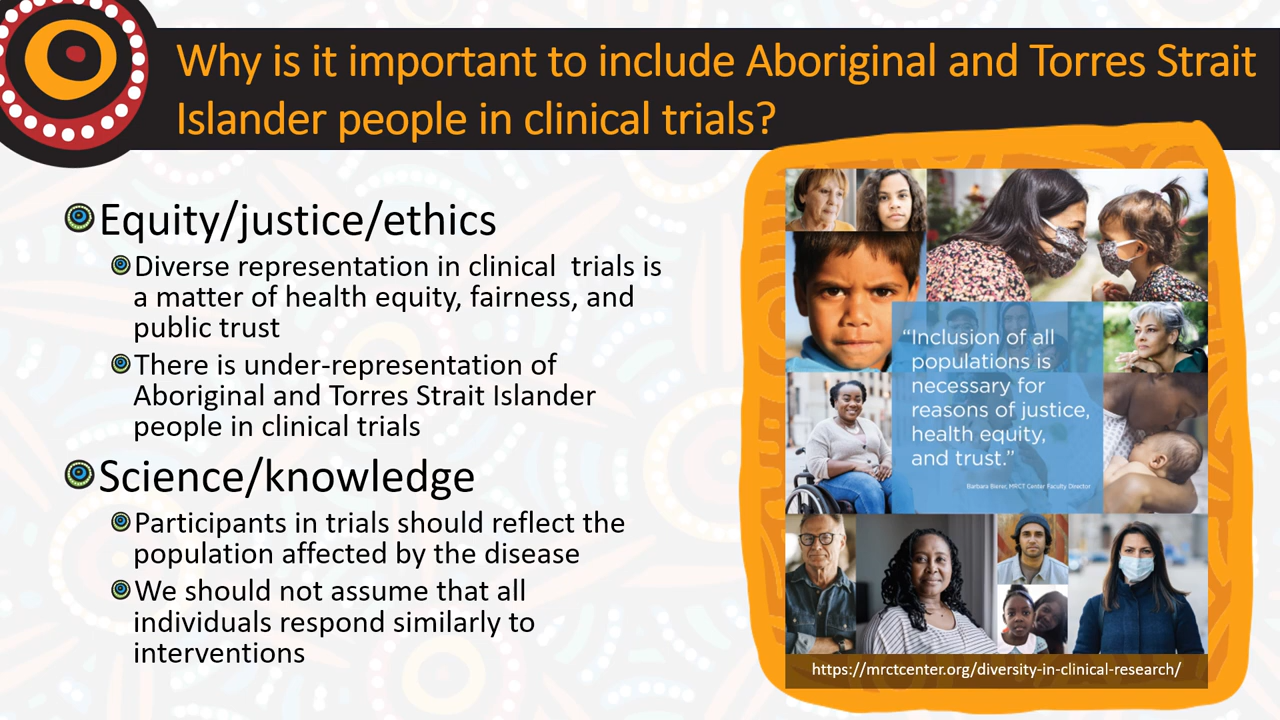 Why is it important to include Aboriginal and Torres Strait
Islander people in clinical trials?
Equity/justice/ethics
Diverse representation in clinical trials is
a matter of health equity, fairness, and
public trust
There is under-representation of
Aboriginal and Torres Strait Islander
people in clinical trials
Science/knowledge
Participants in trials should reflect the
population affected by the disease
We should not assume that all
individuals respond similarly to
interventions
“Inclusion of all
populations is
necessary for
reasons of justice,
health equity,
and trust.”
Barbara Bierer, MRCT Center Faculty Director
https://mrctcenter.org/diversity-in-clinical-research/